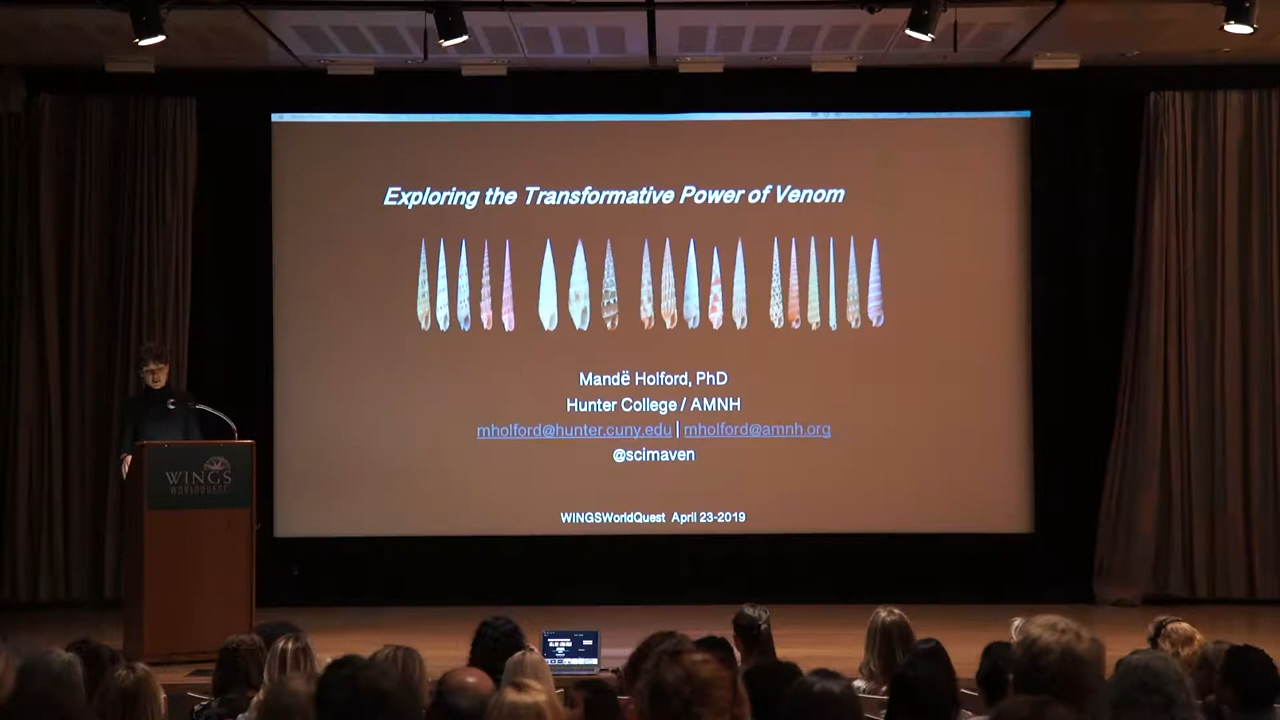 Exploring the Transformative Power of Venom
Mandë Holford, PhD
Hunter College / AMNH
mholford@hunter.cuny.edu | mholford@amnh.org
@scimaven
WINGSWorldQuest April 23-2019
WINGS
WORLDQUEST